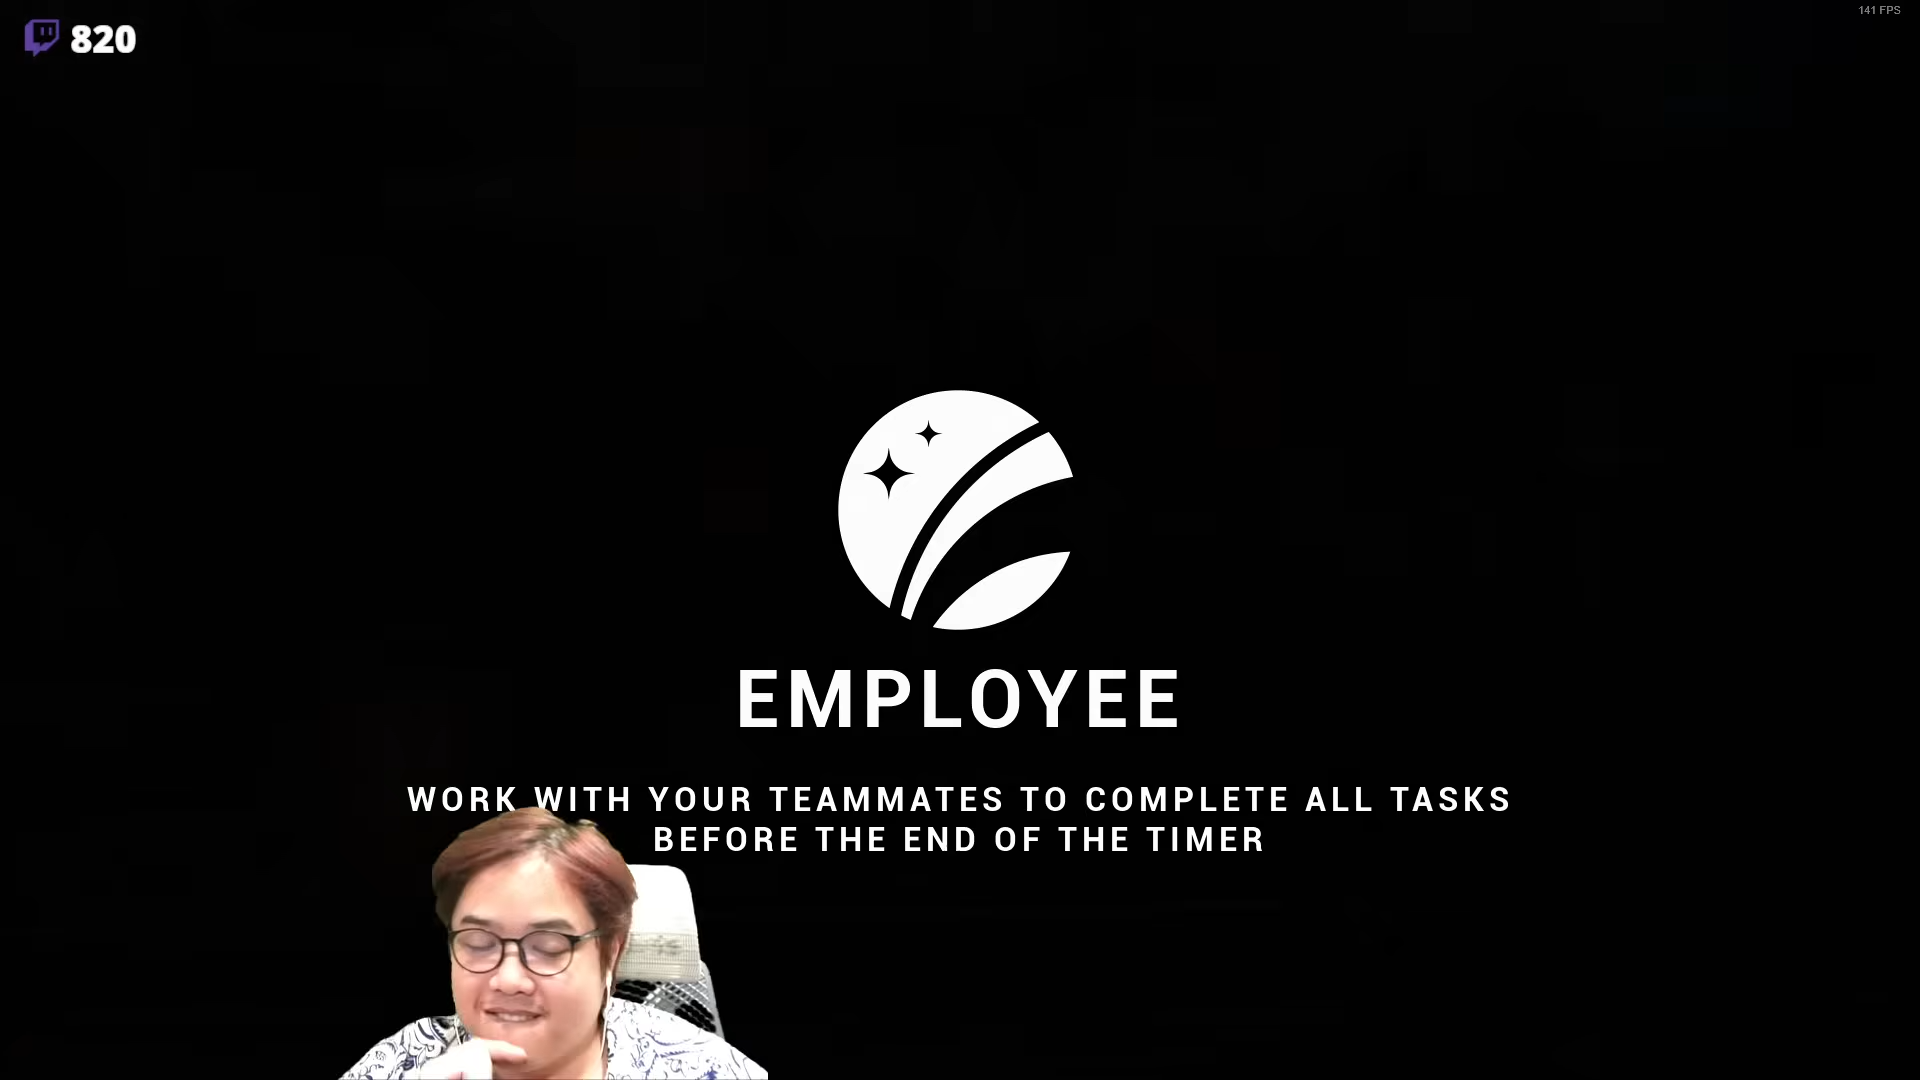 820
141 FPS
EMPLOYEE
WORK WITH YOUR TEAMMATES TO COMPLETE ALL TASKS
BEFORE THE END OF THE TIMER